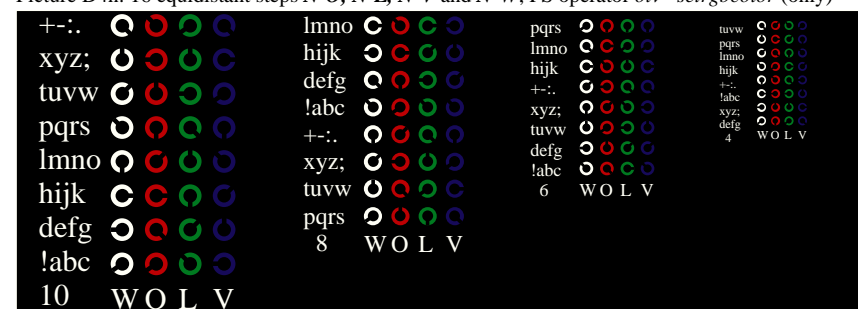 +-:.
xyz;
tuvw
pqrs
lmno
hijk
defg
!abc
10 W O L V
lmno
hijk
defg
!abc
+-:.
xyz;
tuvw
pqrs
8 W O L V
pqrs
lmno
hijk
+-:.
xyz;
tuvw
defg
!abc
6 W O L V
tuvw
pqrs
lmno
hijk
+-:.
!abc
xyz;
defg
4 W O L V